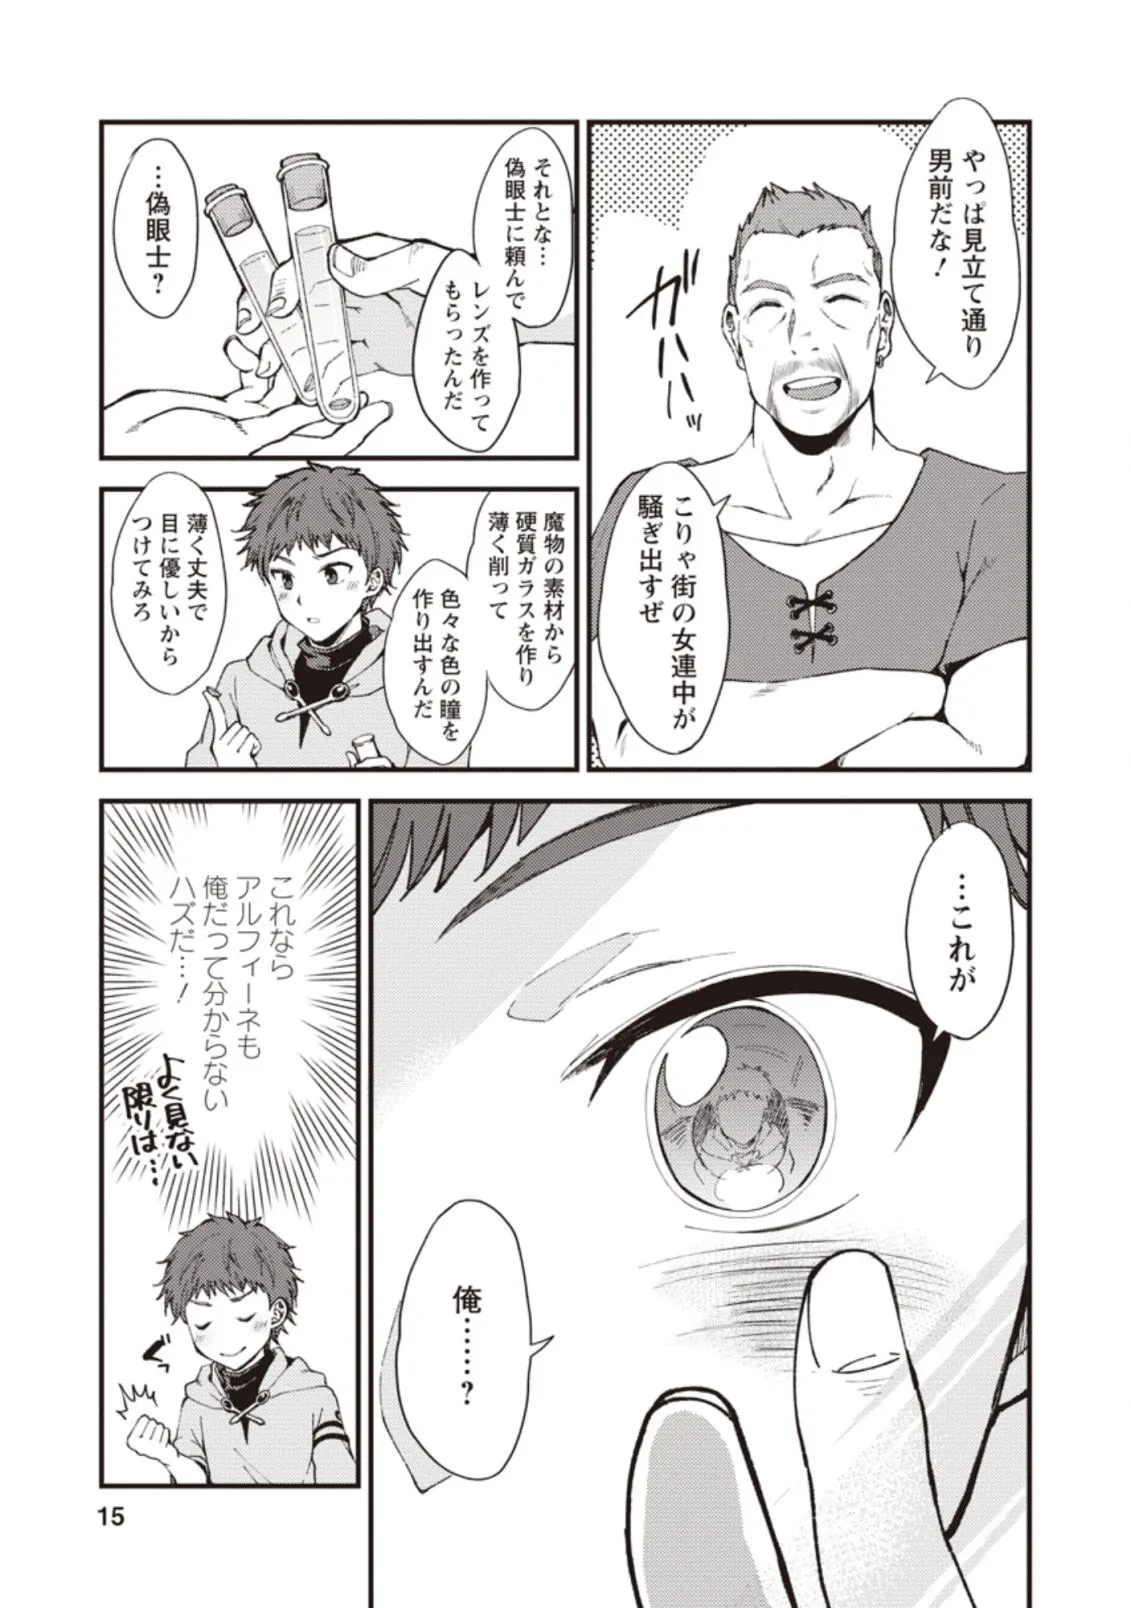 やっぱ見立て通り
男前だな！
ガハハッ
こりゃ街の女連中が
騒ぎ出すぜ
それとな…
偽眼士に頼んで
レンズを作って
もらったんだ
…偽眼士？
魔物の素材から
硬質ガラスを作り
薄く削って
色々な色の瞳を
作り出すんだ
薄く丈夫で
目に優しいから
つけてみろ
…これが
俺……？
これなら
アルフィーネも
俺だって分からない
ハズだ…！
よく見ない
限りは…
ぐっ
15